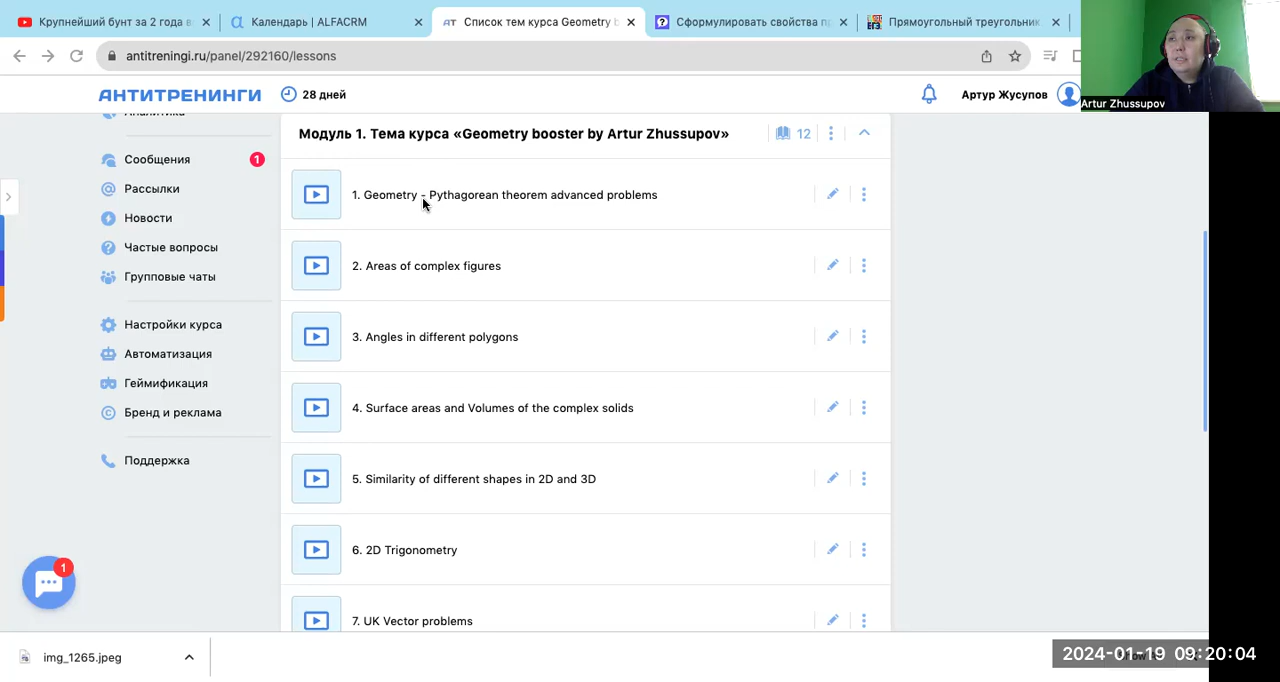 Крупнейший бунт за 2 года в
Календарь | ALFACRM
Список тем курса Geometry b
Сформулировать свойства пр
Прямоугольный треугольник
antitreningi.ru/panel/292160/lessons
АНТИТРЕНИНГИ
28 дней
Артур Жусупов
Artur Zhussupov
Аналитика
Сообщения
1
Рассылки
Новости
Частые вопросы
Групповые чаты
Настройки курса
Автоматизация
Геймификация
Бренд и реклама
Поддержка
Модуль 1. Тема курса «Geometry booster by Artur Zhussupov»
12
1. Geometry - Pythagorean theorem advanced problems
2. Areas of complex figures
3. Angles in different polygons
4. Surface areas and Volumes of the complex solids
5. Similarity of different shapes in 2D and 3D
6. 2D Trigonometry
7. UK Vector problems
1
img_1265.jpeg
2024-01-19 09:20:04